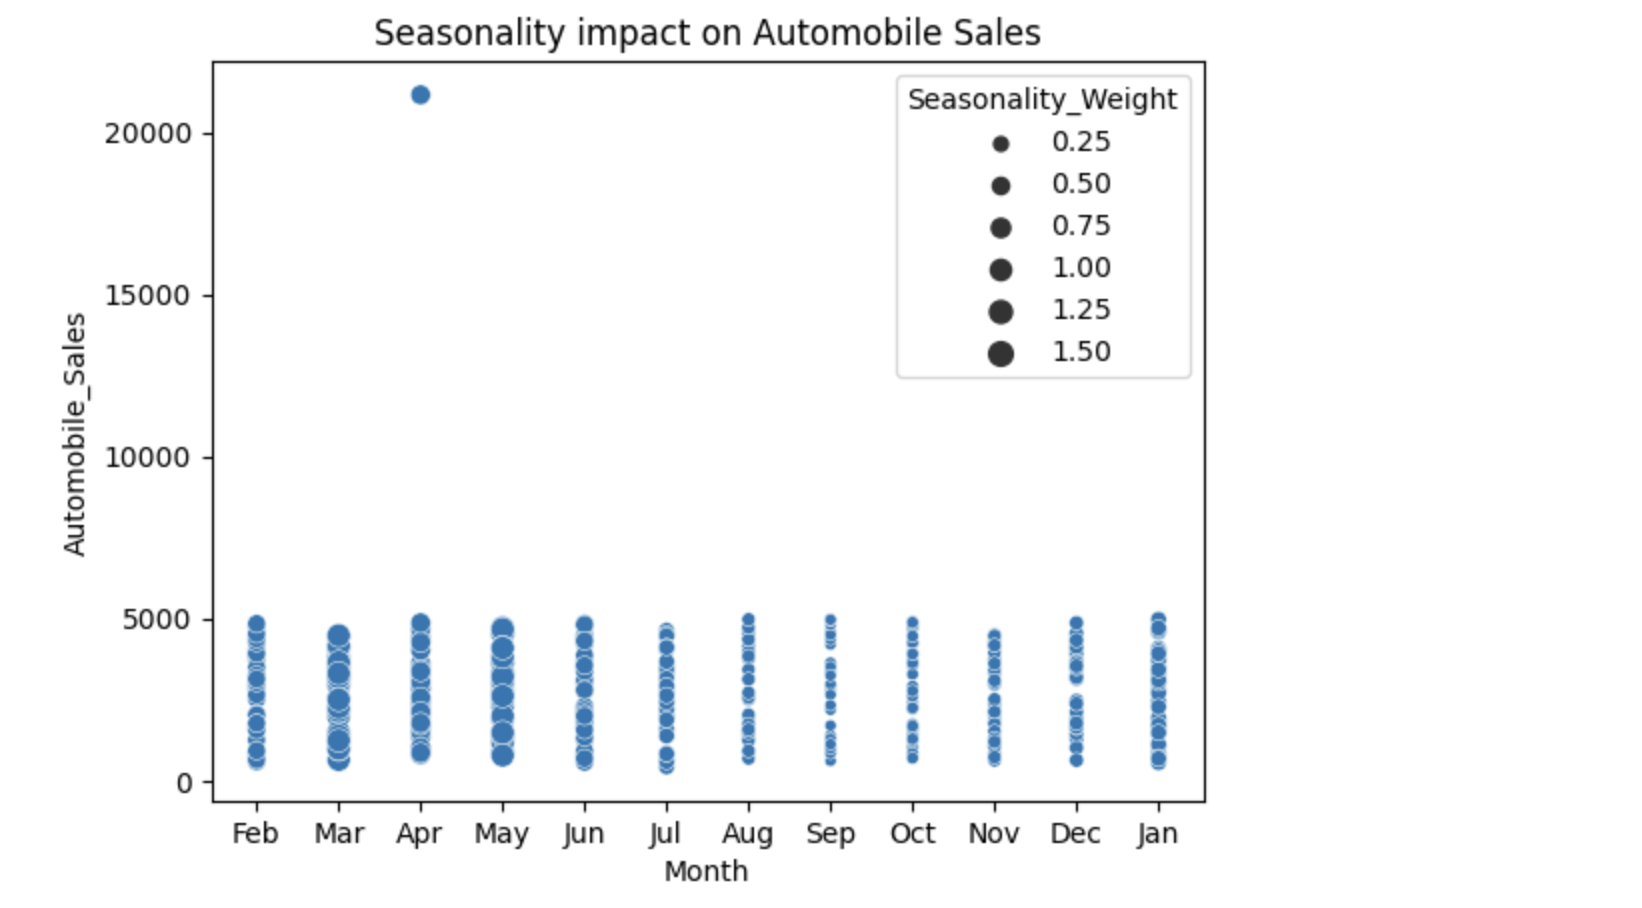 Seasonality impact on Automobile Sales
Seasonality_Weight
0.25
0.50
0.75
1.00
1.25
1.50
Automobile_Sales
20000
15000
10000
5000
0
Feb Mar Apr May Jun Jul Aug Sep Oct Nov Dec Jan
Month